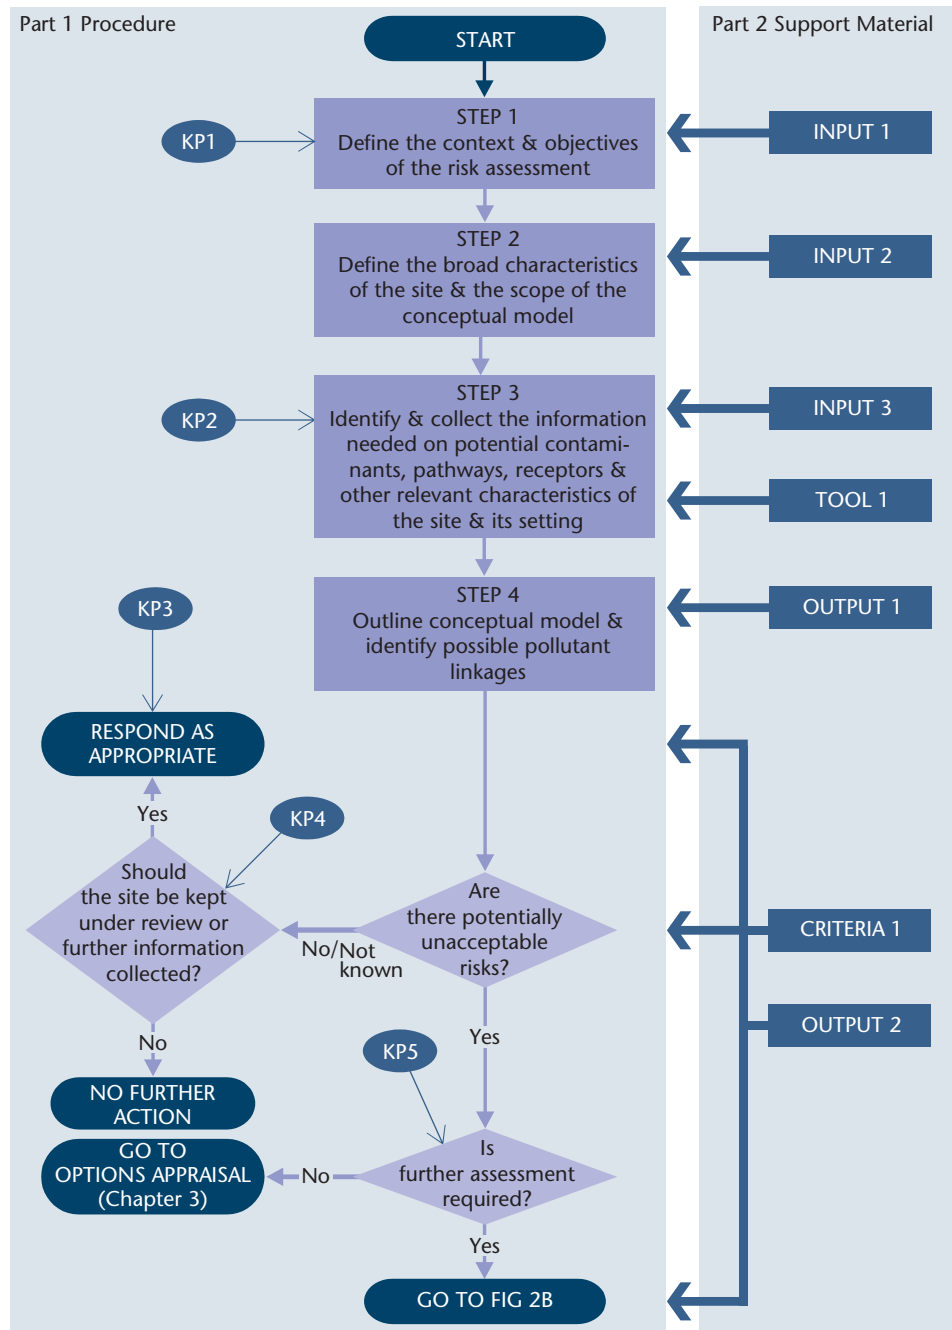 Part 1 Procedure
Part 2 Support Material
START
STEP 1
Define the context & objectives
of the risk assessment
KP1
INPUT 1
STEP 2
Define the broad characteristics
of the site & the scope of the
conceptual model
INPUT 2
STEP 3
Identify & collect the information
needed on potential contami-
nants, pathways, receptors &
other relevant characteristics of
the site & its setting
KP2
INPUT 3
TOOL 1
STEP 4
Outline conceptual model &
identify possible pollutant
linkages
OUTPUT 1
KP3
RESPOND AS
APPROPRIATE
Yes
KP4
Should
the site be kept
under review or
further information
collected?
No/Not
known
Are
there potentially
unacceptable
risks?
CRITERIA 1
OUTPUT 2
No
Yes
KP5
NO FURTHER
ACTION
GO TO
OPTIONS APPRAISAL
(Chapter 3)
No
Is
further assessment
required?
Yes
GO TO FIG 2B